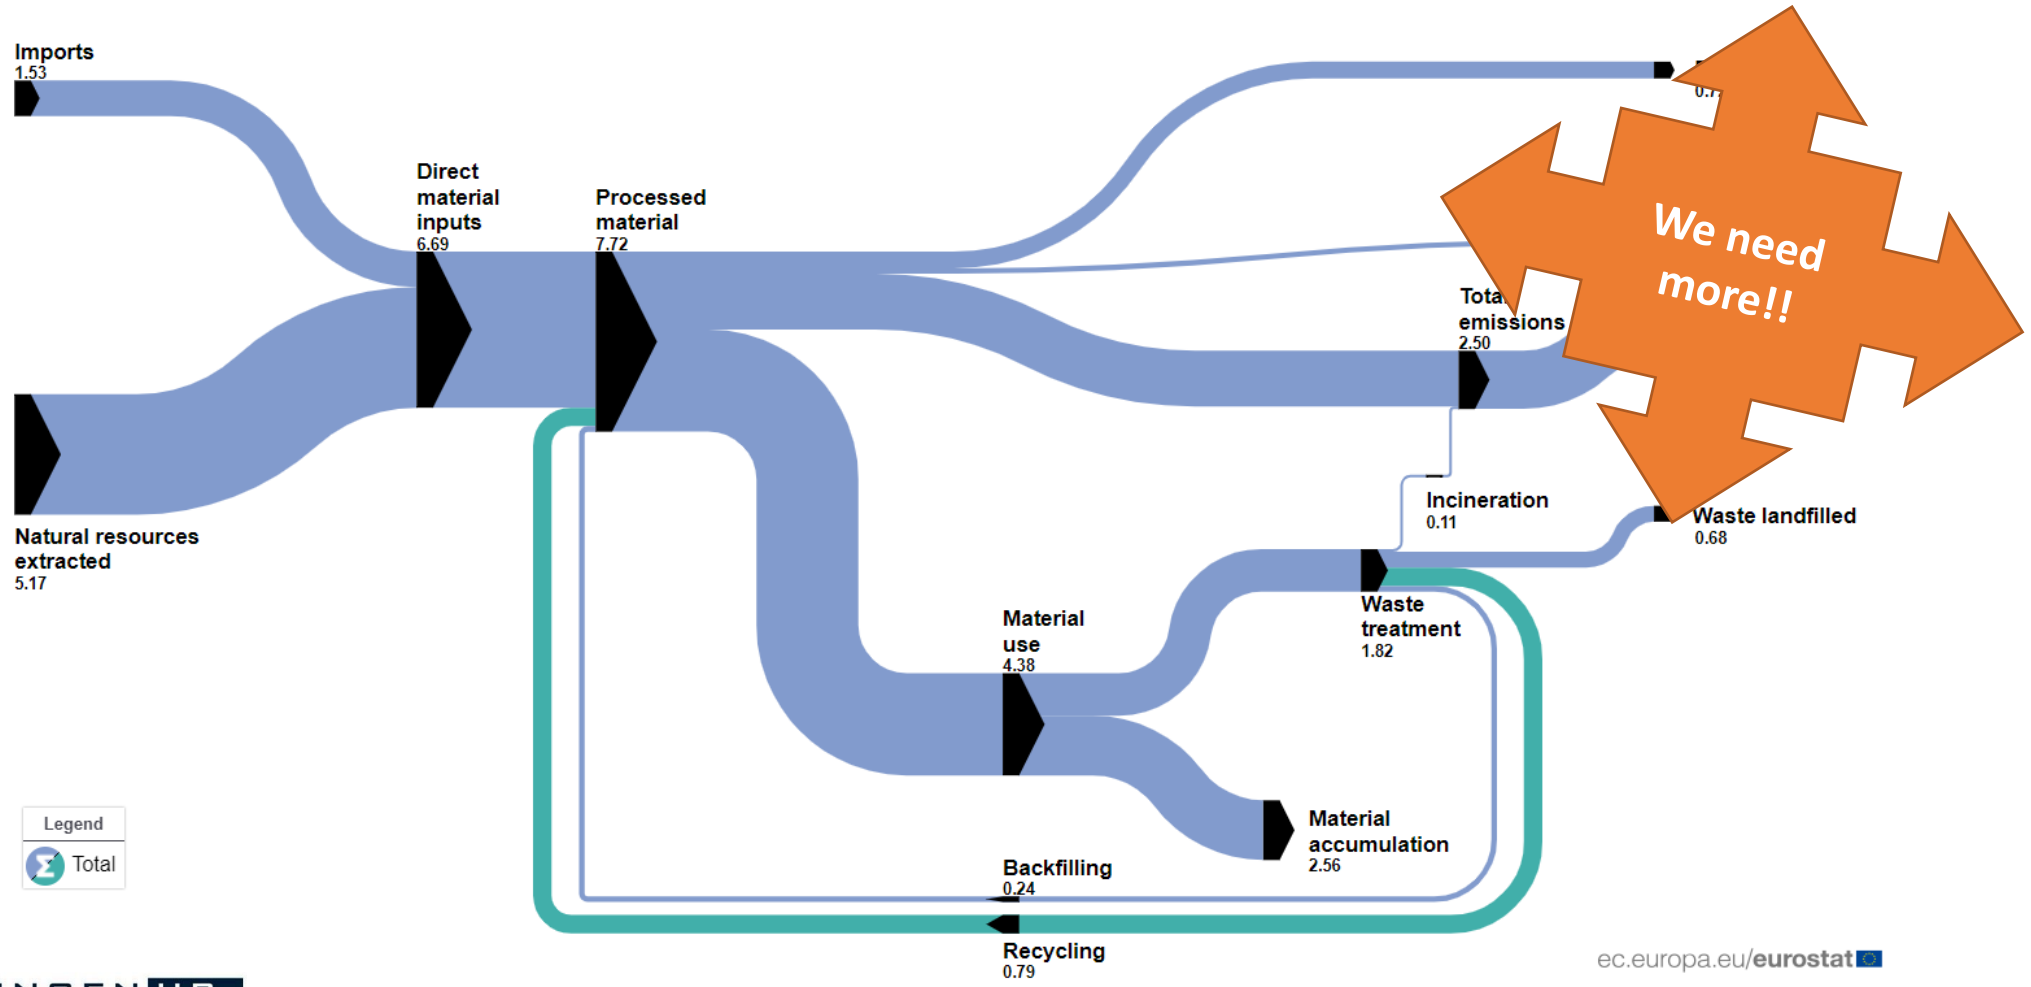 Imports
1.53
Direct
material
inputs
6.69
Processed
material
7.72
We need
more!!
emissions
2.50
Natural resources
extracted
5.17
Incineration
0.11
Waste landfilled
0.68
Waste
treatment
1.82
Material
use
4.38
Material
accumulation
2.56
Legend
Total
Backfilling
0.24
Recycling
0.79
ec.europa.eu/eurostat